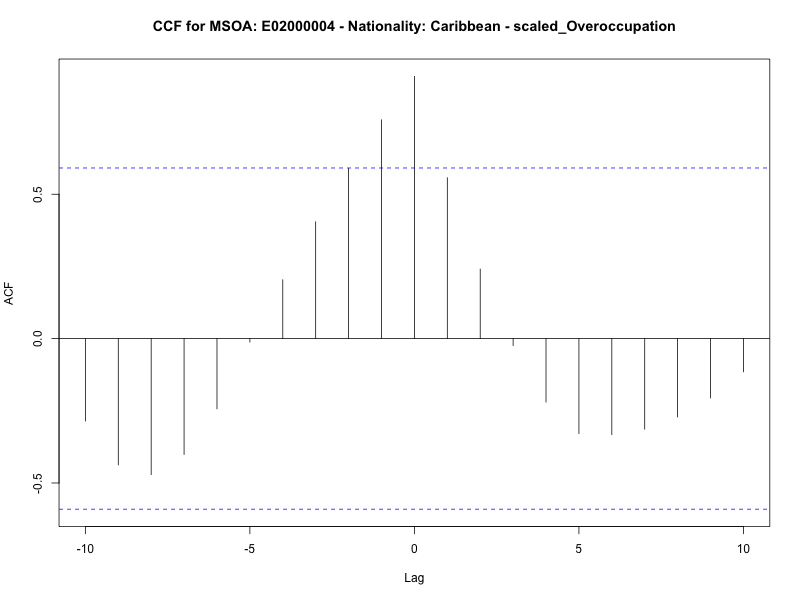 CCF for MSOA: E02000004 - Nationality: Caribbean - scaled_Overoccupation
ACF
0.5
0.0
-0.5
-10
-5
0
5
10
Lag